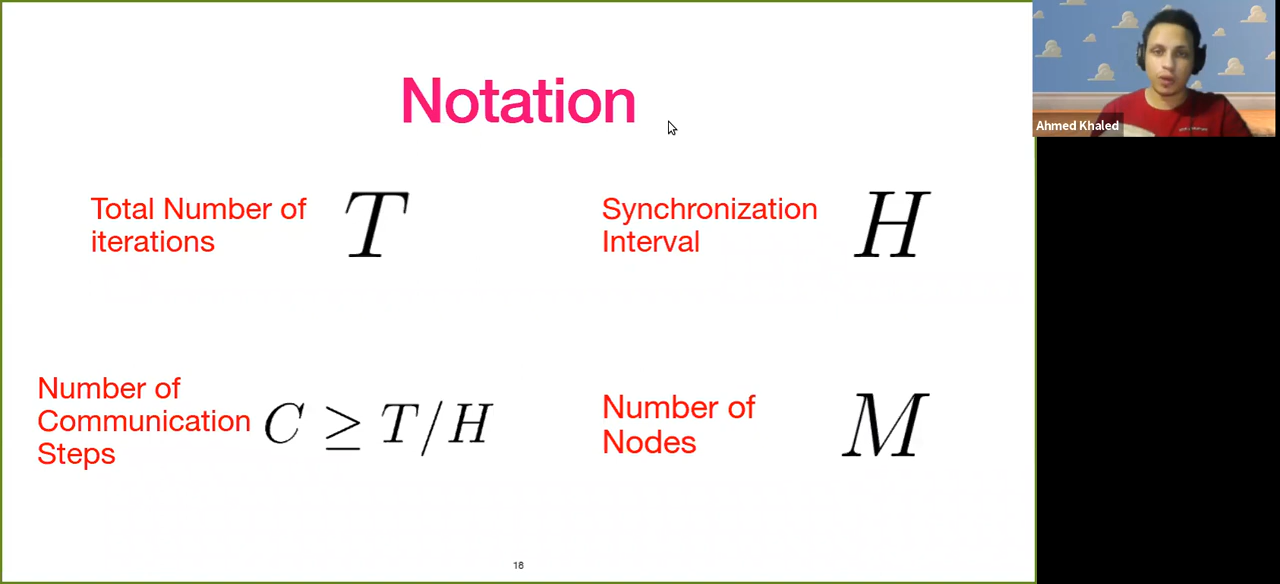 Notation
Total Number of
iterations
T
Synchronization
Interval
H
Number of
Communication
Steps
C ≥ T/H
Number of
Nodes
M
18
Ahmed Khaled